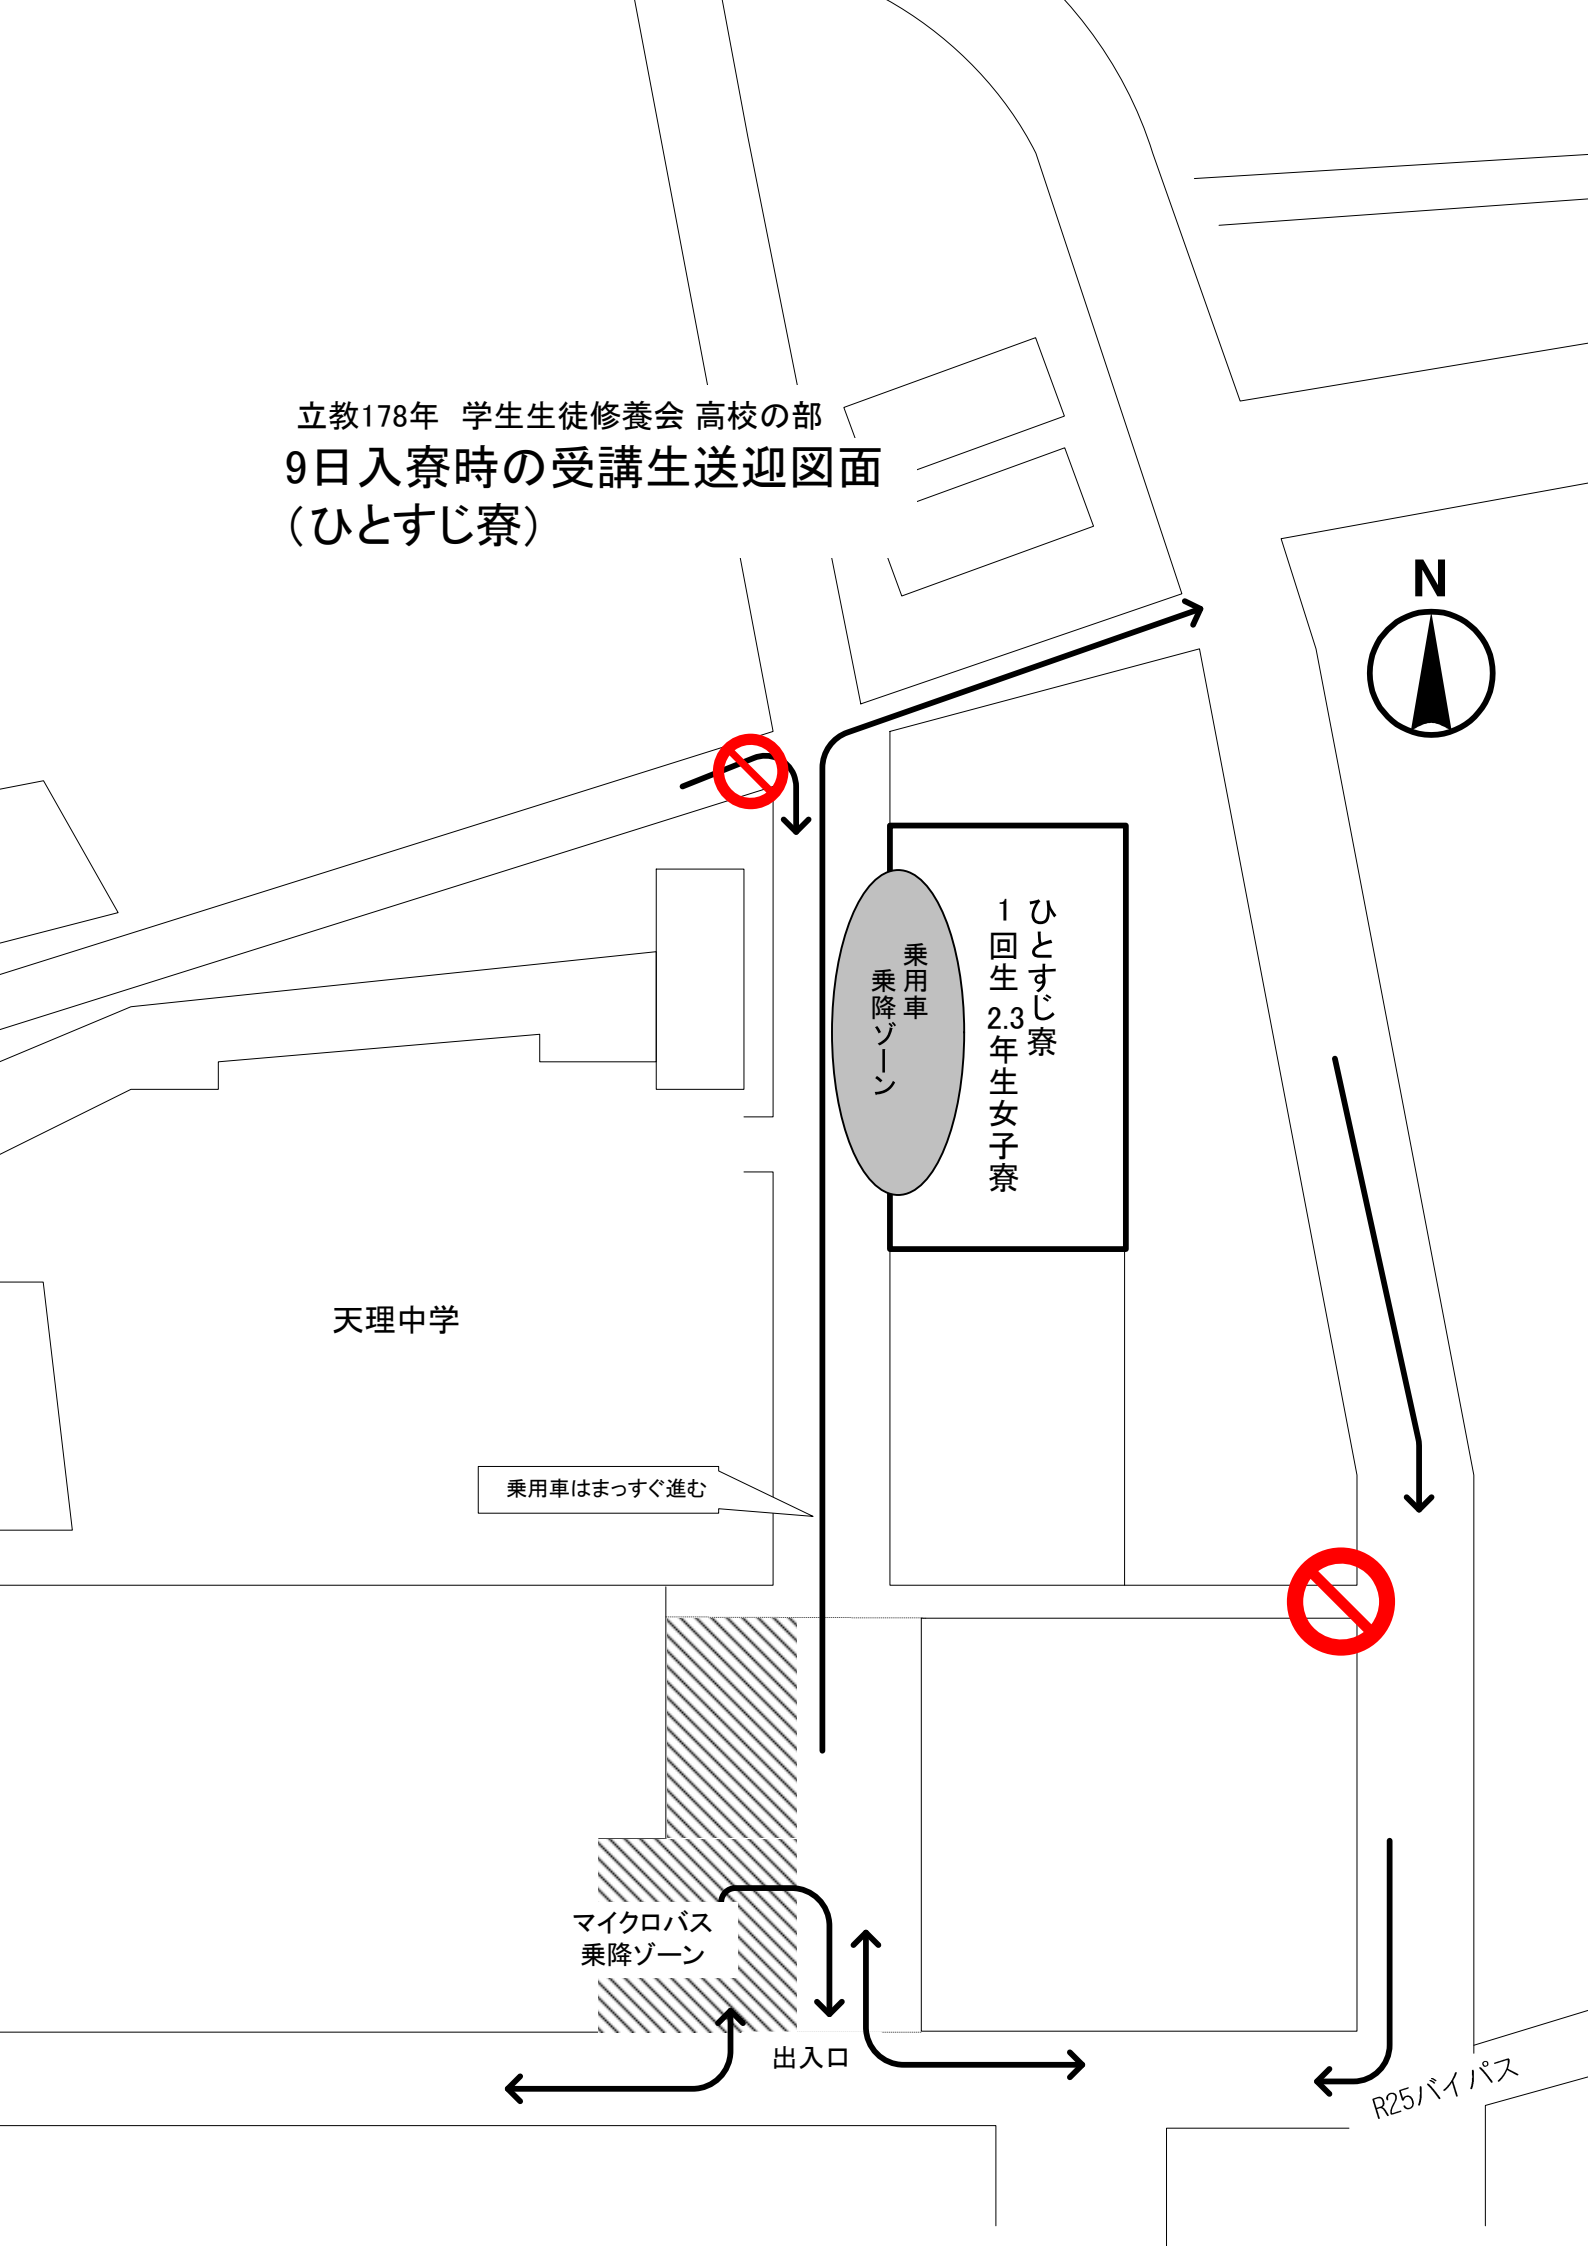 立教178年　学生生徒修養会 高校の部
9日入寮時の受講生送迎図面
（ひとすじ寮）
N
ひとすじ寮
1回生 2.3年生女子寮
乗用車
乗降ゾーン
天理中学
乗用車はまっすぐ進む
マイクロバス
乗降ゾーン
出入口
R25バイパス